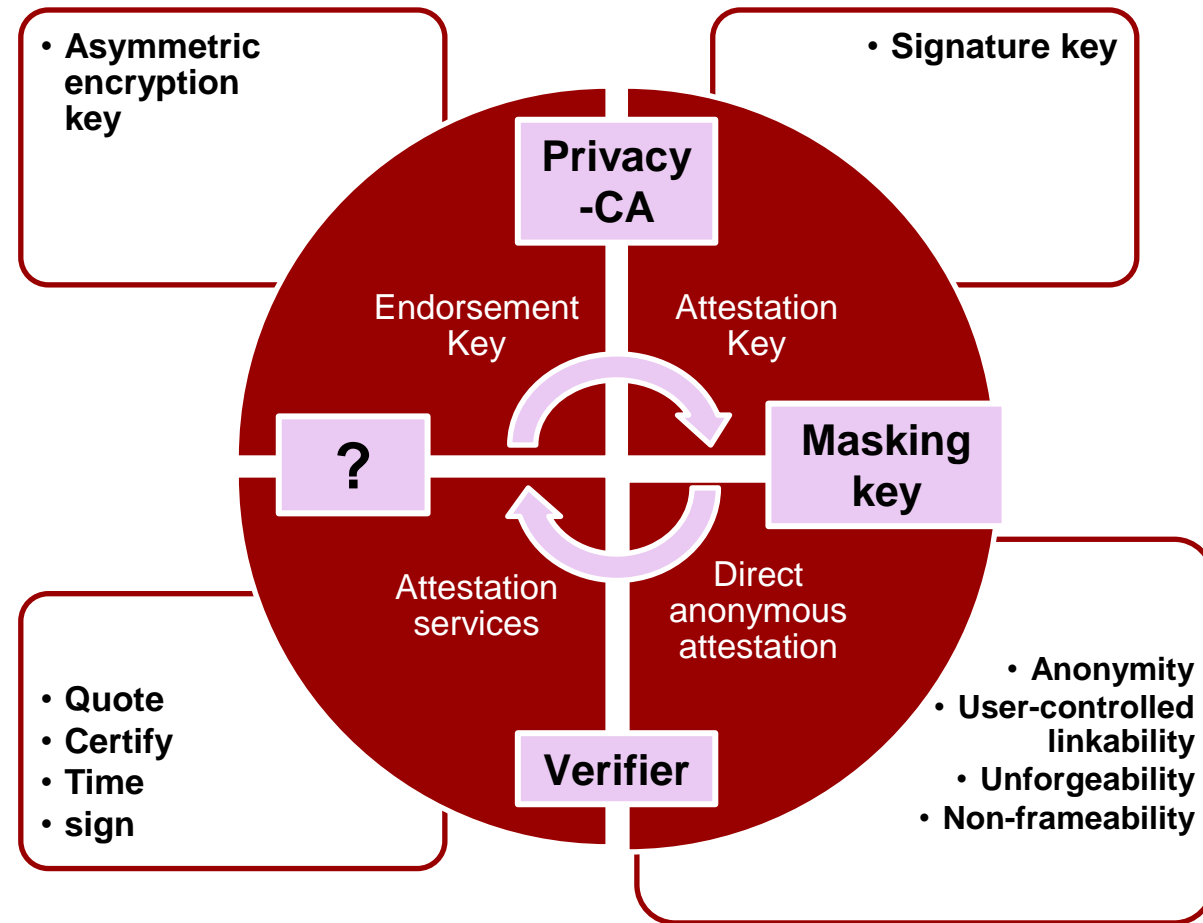 • Asymmetric
encryption
key
• Signature key
Privacy
-CA
Endorsement
Key
Attestation
Key
?
Masking
key
Attestation
services
Direct
anonymous
attestation
• Quote
• Certify
• Time
• sign
Verifier
• Anonymity
• User-controlled
linkability
• Unforgeability
• Non-frameability